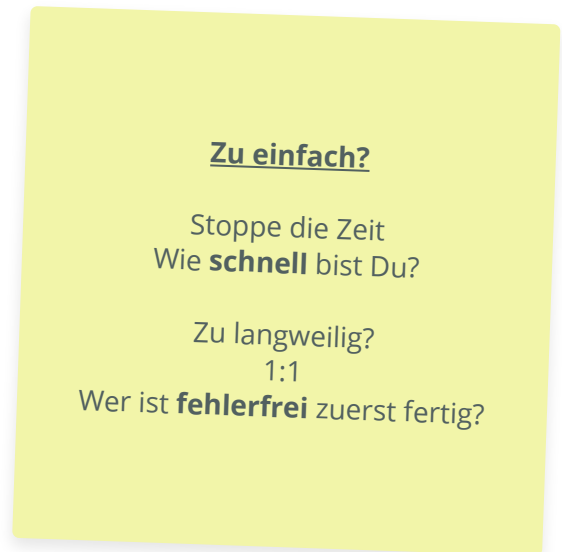 Zu einfach?
Stoppe die Zeit
Wie schnell bist Du?
Zu langweilig?
1:1
Wer ist fehlerfrei zuerst fertig?